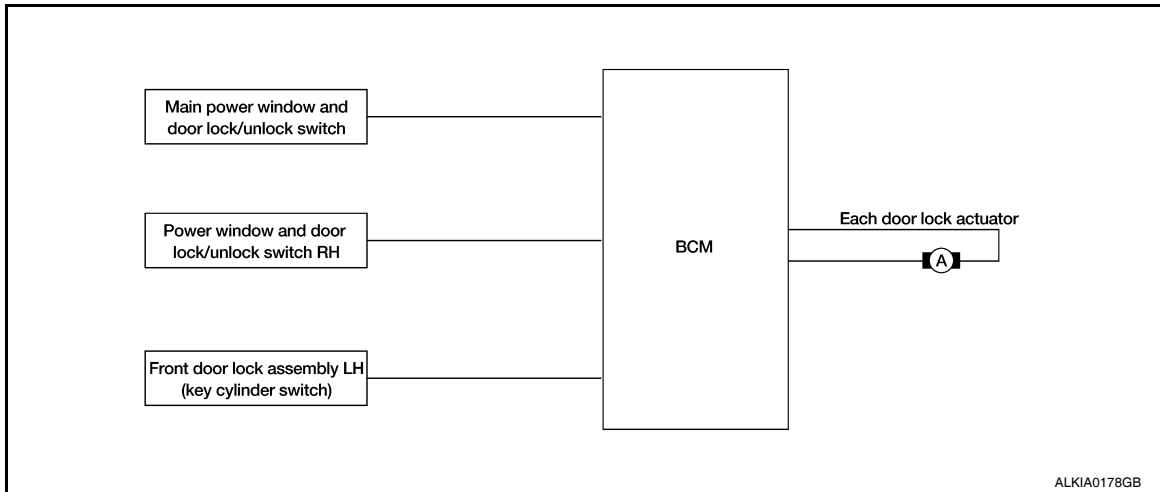 Main power window and
door lock/unlock switch
Power window and door
lock/unlock switch RH
Front door lock assembly LH
(key cylinder switch)
BCM
Each door lock actuator
A
ALKIA0178GB